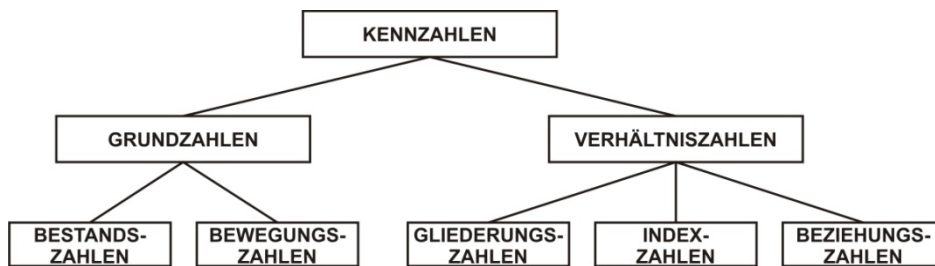 KENNZAHLEN
GRUNDZAHLEN
VERHÄLTNISZAHLEN
BESTANDS-
ZAHLEN
BEWEGUNGS-
ZAHLEN
GLIEDERUNGS-
ZAHLEN
INDEX-
ZAHLEN
BEZIEHUNGS-
ZAHLEN